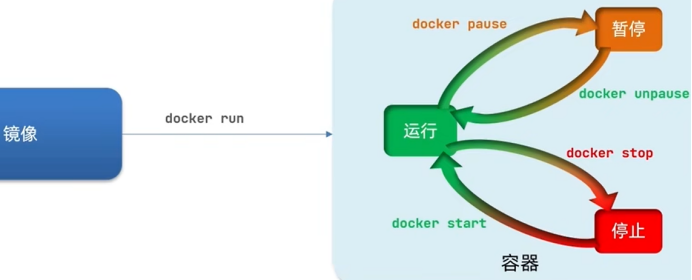 docker pause
暂停
docker run
docker unpause
镜像
运行
docker stop
docker start
停止
容器